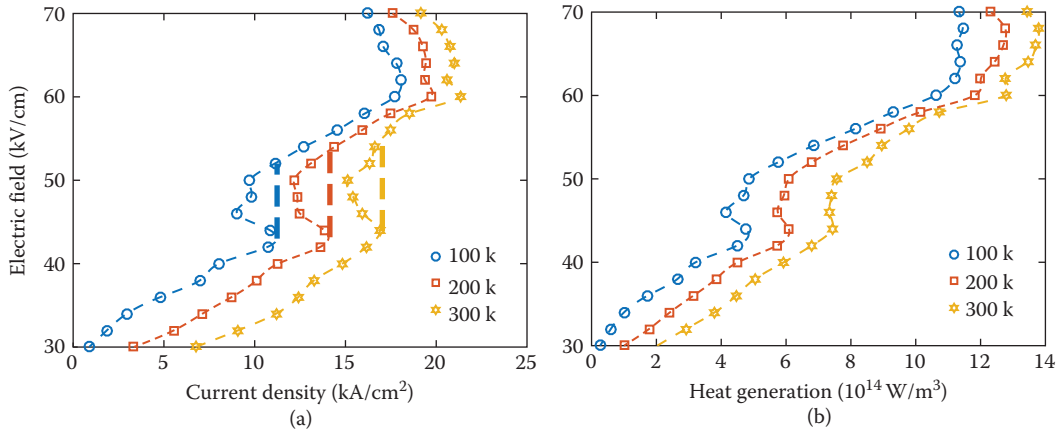 70
60
50
40
30
Electric field (kV/cm)
100 k
200 k
300 k
0
5
10
15
20
25
Current density (kA/cm²)
(a)
70
60
50
40
30
100 k
200 k
300 k
0
2
4
6
8
10
12
14
Heat generation (10¹⁴ W/m³)
(b)